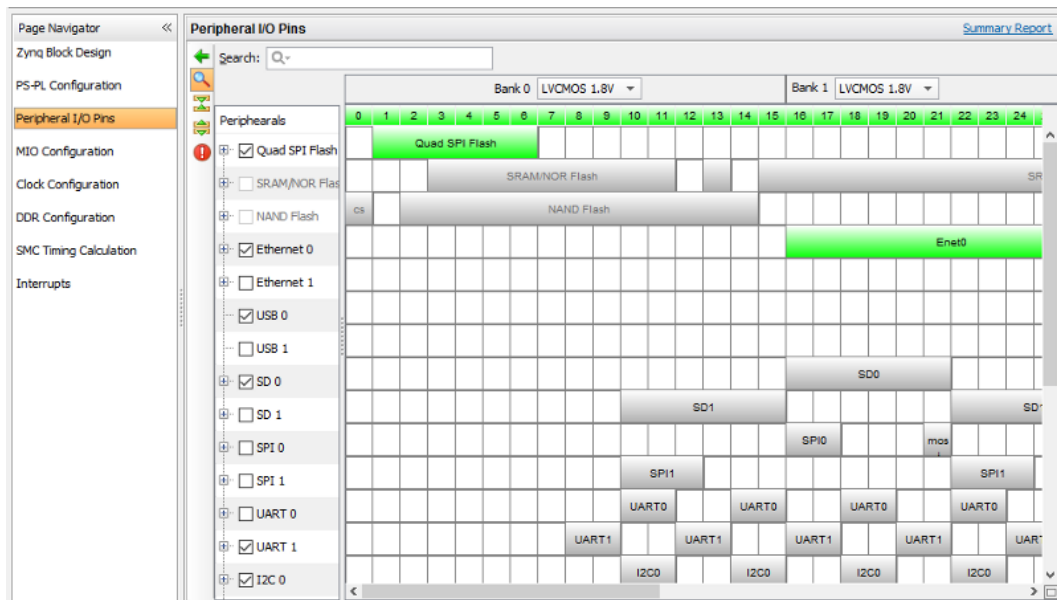 Page Navigator «
Zynq Block Design
PS-PL Configuration
Peripheral I/O Pins
MIO Configuration
Clock Configuration
DDR Configuration
SMC Timing Calculation
Interrupts
Peripheral I/O Pins Summary Report
Search:
Bank 0 LVCMOS 1.8V Bank 1 LVCMOS 1.8V
Peripherals 0 1 2 3 4 5 6 7 8 9 10 11 12 13 14 15 16 17 18 19 20 21 22 23 24
Quad SPI Flash Quad SPI Flash
SRAM/NOR Flas SRAM/NOR Flash SR
NAND Flash cs NAND Flash
Ethernet 0 Enet0
Ethernet 1
USB 0
USB 1
SD 0 SD0
SD 1 SD1 SD1
SPI 0 SPI0 mos
SPI 1 SPI1 SPI1
UART 0 UART0 UART0 UART0 UART0
UART 1 UART1 UART1 UART1 UART1 UAR
I2C 0 I2C0 I2C0 I2C0 I2C0